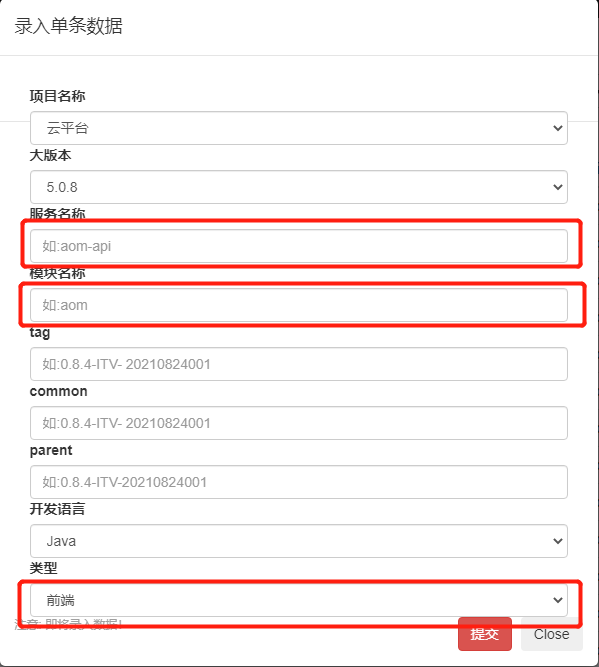 录入单条数据
项目名称
云平台
大版本
5.0.8
服务名称
如:aom-api
模块名称
如:aom
tag
如:0.8.4-ITV- 20210824001
common
如:0.8.4-ITV- 20210824001
parent
如:0.8.4-ITV-20210824001
开发语言
Java
类型
前端
注意: 即将录入数据!
提交
Close